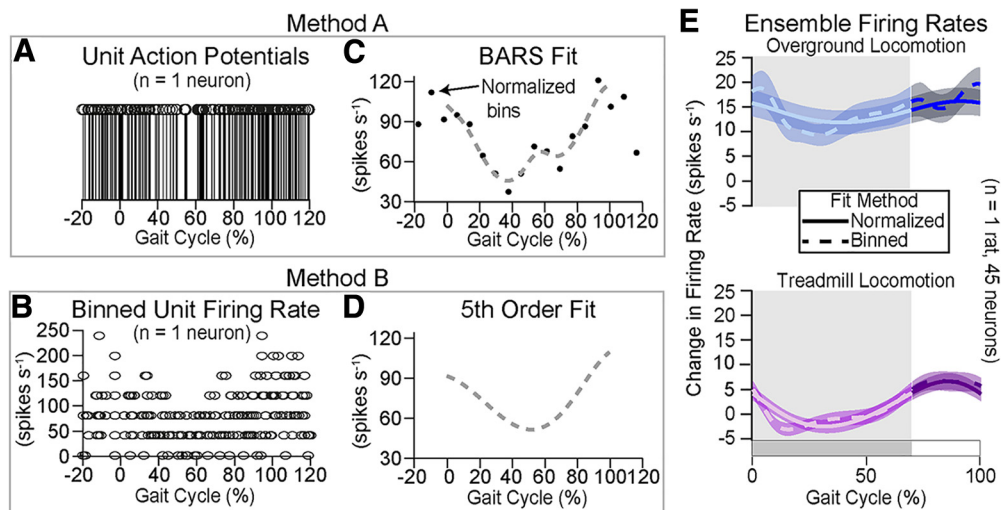 Method A
A
Unit Action Potentials
(n = 1 neuron)
-20 0 20 40 60 80 100 120
Gait Cycle (%)
C
BARS Fit
Normalized
bins
(spikes s⁻¹)
120
90
60
30
-20 0 20 40 60 80 100 120
Gait Cycle (%)
Method B
B
Binned Unit Firing Rate
(n = 1 neuron)
(spikes s⁻¹)
250
200
150
100
50
0
-20 0 20 40 60 80 100 120
Gait Cycle (%)
D
5th Order Fit
(spikes s⁻¹)
120
90
60
30
-20 0 20 40 60 80 100 120
Gait Cycle (%)
E
Ensemble Firing Rates
Overground Locomotion
25
20
15
10
5
0
-5
Fit Method
Normalized
Binned
Change in Firing Rate (spikes s⁻¹)
(n = 1 rat, 45 neurons)
Treadmill Locomotion
25
20
15
10
5
0
-5
0 50 100
Gait Cycle (%)